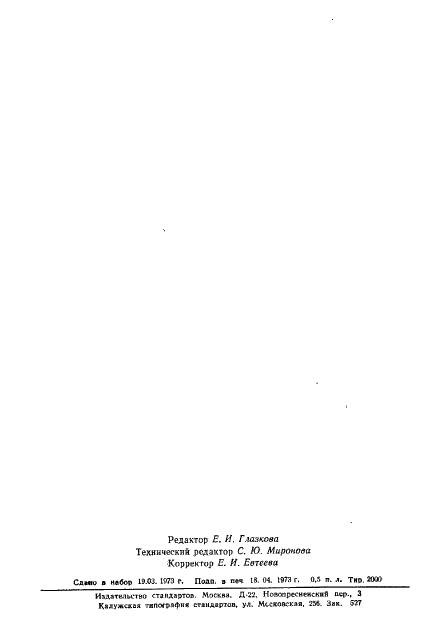 Редактор Е. И. Глазкова
Технический редактор С. Ю. Миронова
Корректор Е. И. Евтеева
Сдано в набор 19.03. 1973 г. Подп. в печ. 18. 04. 1973 г. 0,5 п. л. Тир. 2000
Издательство стандартов. Москва. Д-22, Новопресненский пер., 3
Калужская типография стандартов, ул. Московская, 256. Зак. 527